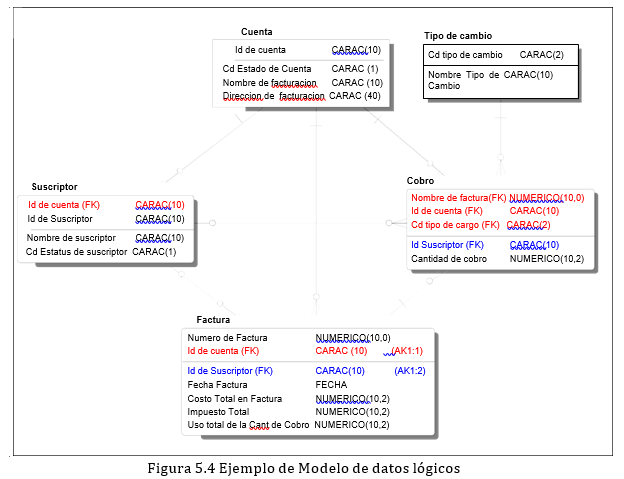 Cuenta
Id de cuenta CARAC(10)
Cd Estado de Cuenta CARAC (1)
Nombre de facturacion CARAC (10)
Direccion de facturacion CARAC (40)
Tipo de cambio
Cd tipo de cambio CARAC(2)
Nombre Tipo de CARAC(10)
Cambio
Suscriptor
Id de cuenta (FK) CARAC(10)
Id de Suscriptor CARAC(10)
Nombre de suscriptor CARAC(10)
Cd Estatus de suscriptor CARAC(1)
Cobro
Nombre de factura(FK) NUMERICO(10,0)
Id de cuenta (FK) CARAC(10)
Cd tipo de cargo (FK) CARAC(2)
Id Suscriptor (FK) CARAC(10)
Cantidad de cobro NUMERICO(10,2)
Factura
Numero de Factura NUMERICO(10,0)
Id de cuenta (FK) CARAC (10) (AK1:1)
Id de Suscriptor (FK) CARAC(10) (AK1:2)
Fecha Factura FECHA
Costo Total en Factura NUMERICO(10,2)
Impuesto Total NUMERICO(10,2)
Uso total de la Cant de Cobro NUMERICO(10,2)
Figura 5.4 Ejemplo de Modelo de datos lógicos